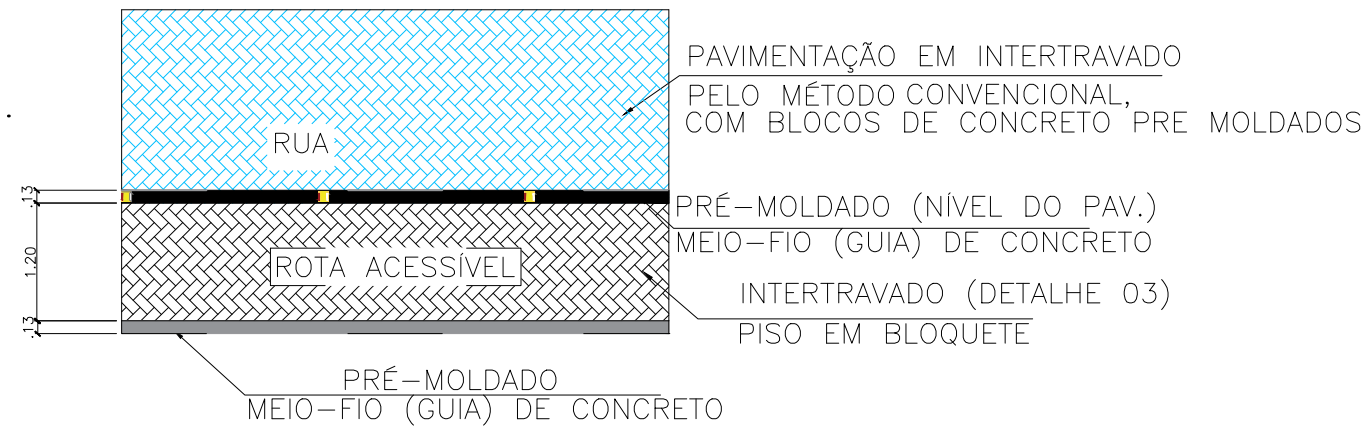 PAVIMENTAÇÃO EM INTERTRAVADO
PELO MÉTODO CONVENCIONAL,
COM BLOCOS DE CONCRETO PRE MOLDADOS
RUA
.13
PRÉ-MOLDADO (NÍVEL DO PAV.)
MEIO-FIO (GUIA) DE CONCRETO
1.20
ROTA ACESSÍVEL
INTERTRAVADO (DETALHE 03)
PISO EM BLOQUETE
.13
PRÉ-MOLDADO
MEIO-FIO (GUIA) DE CONCRETO